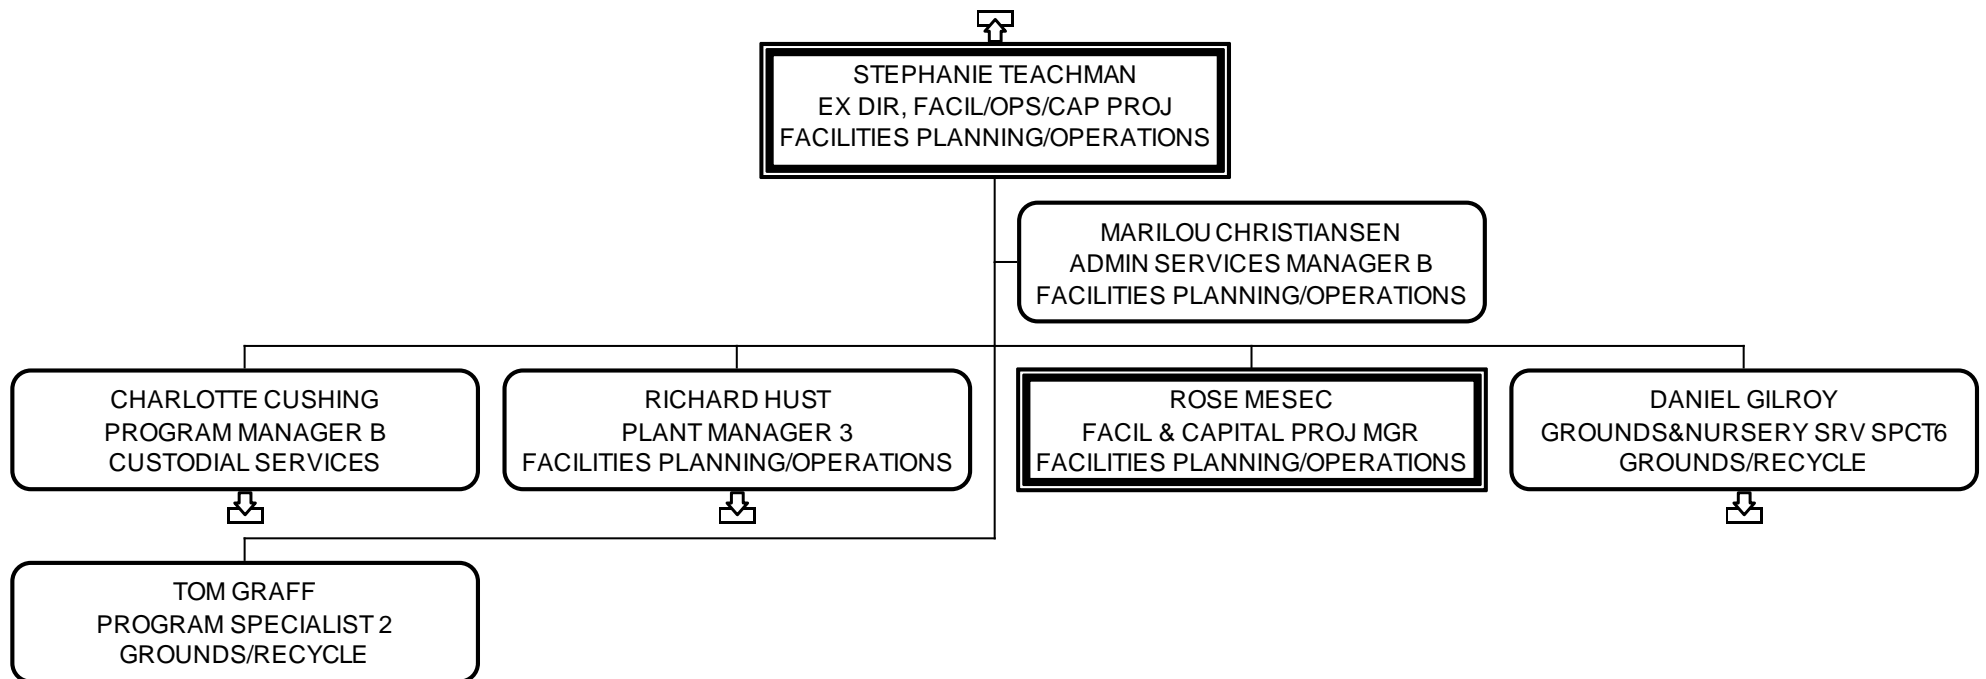 STEPHANIE TEACHMAN
EX DIR, FACIL/OPS/CAP PROJ
FACILITIES PLANNING/OPERATIONS
MARILOU CHRISTIANSEN
ADMIN SERVICES MANAGER B
FACILITIES PLANNING/OPERATIONS
CHARLOTTE CUSHING
PROGRAM MANAGER B
CUSTODIAL SERVICES
RICHARD HUST
PLANT MANAGER 3
FACILITIES PLANNING/OPERATIONS
ROSE MESEC
FACIL & CAPITAL PROJ MGR
FACILITIES PLANNING/OPERATIONS
DANIEL GILROY
GROUNDS&NURSERY SRV SPCT6
GROUNDS/RECYCLE
TOM GRAFF
PROGRAM SPECIALIST 2
GROUNDS/RECYCLE